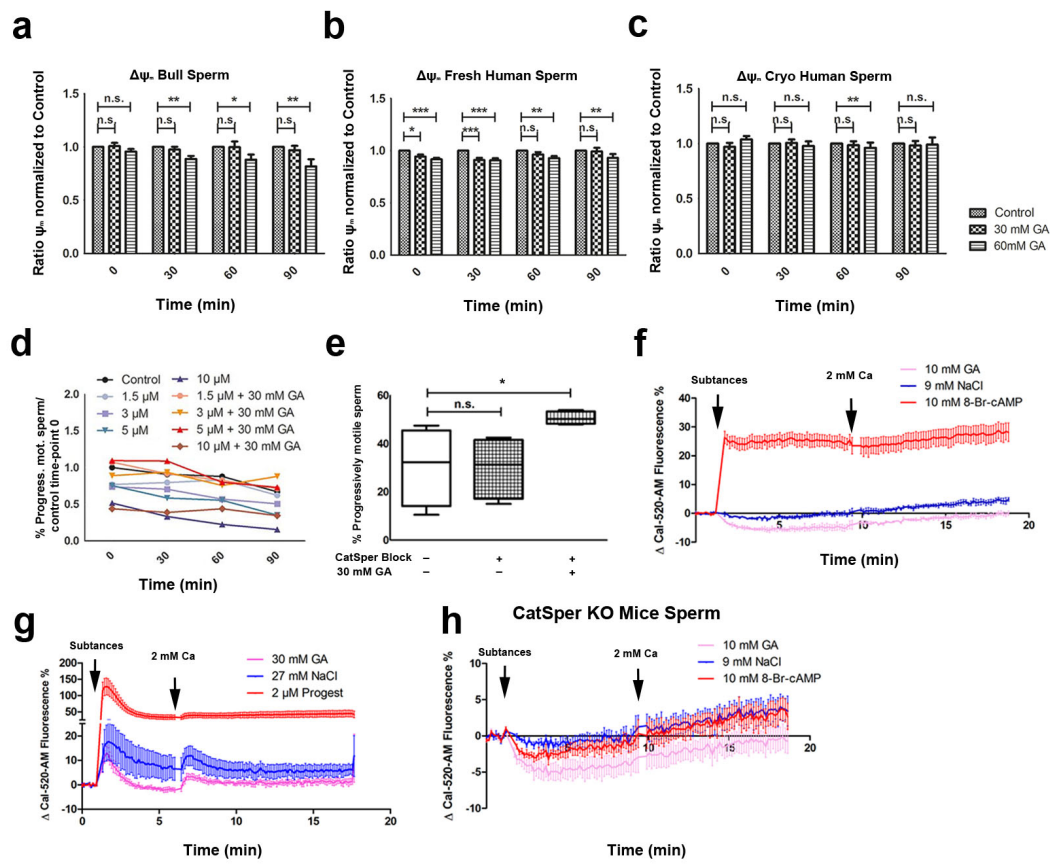 a
Δψₘ Bull Sperm
Ratio ψₘ normalized to Control
1.5
1.0
0.5
0.0
n.s.
n.s.
**
n.s.
*
n.s.
**
n.s.
0
30
60
90
Time (min)
b
Δψₘ Fresh Human Sperm
Ratio ψₘ normalized to Control
1.5
1.0
0.5
0.0
***
*
***
***
**
n.s
**
n.s
0
30
60
90
Time (min)
c
Δψₘ Cryo Human Sperm
Ratio ψₘ normalized to Control
1.5
1.0
0.5
0.0
n.s.
n.s
n.s.
n.s
**
n.s
n.s.
n.s
0
30
60
90
Time (min)
Control
30 mM GA
60mM GA
d
Control
1.5 µM
3 µM
5 µM
10 µM
1.5 µM + 30 mM GA
3 µM + 30 mM GA
5 µM + 30 mM GA
10 µM + 30 mM GA
% Progress. mot. sperm/
control time-point 0
2.0
1.5
1.0
0.5
0.0
0
30
60
90
Time (min)
e
% Progressively motile sperm
60
40
20
0
*
n.s.
CatSper Block – + +
30 mM GA – – +
f
10 mM GA
9 mM NaCl
10 mM 8-Br-cAMP
Subtances
2 mM Ca
Δ Cal-520-AM Fluorescence %
40
30
20
10
0
-10
5
10
15
20
Time (min)
g
Subtances
2 mM Ca
30 mM GA
27 mM NaCl
2 µM Progest
Δ Cal-520-AM Fluorescence %
200
150
100
50
20
10
0
-10
0
5
10
15
20
Time (min)
h
CatSper KO Mice Sperm
Subtances
2 mM Ca
10 mM GA
9 mM NaCl
10 mM 8-Br-cAMP
Δ Cal-520-AM Fluorescence %
10
5
0
-5
-10
5
10
15
20
Time (min)